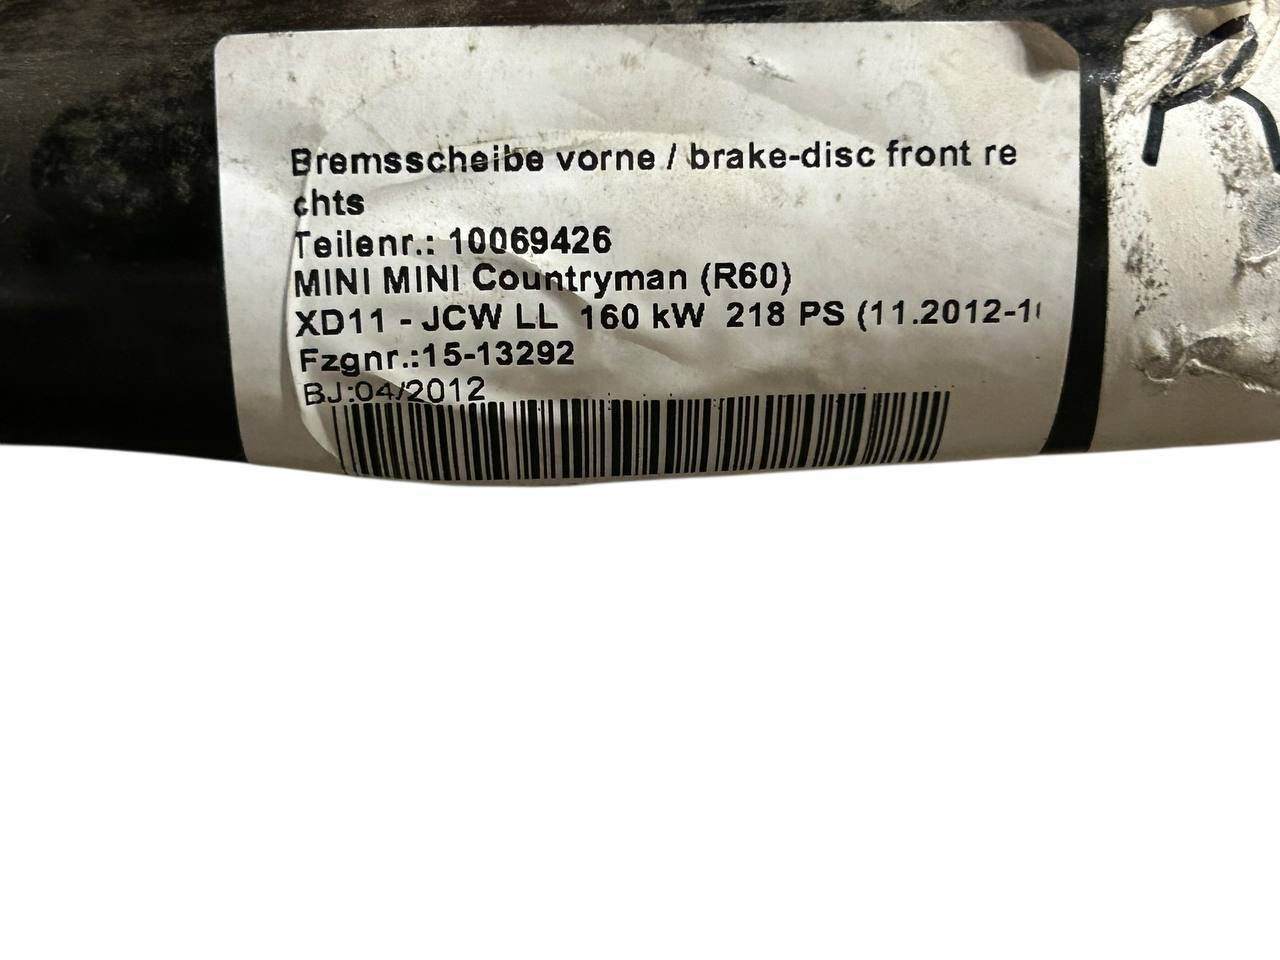 Bremsscheibe vorne / brake-disc front re
chts
Teilenr.: 10069426
MINI MINI Countryman (R60)
XD11 - JCW LL 160 kW 218 PS (11.2012-1
Fzgnr.:15-13292
BJ:04/2012
R